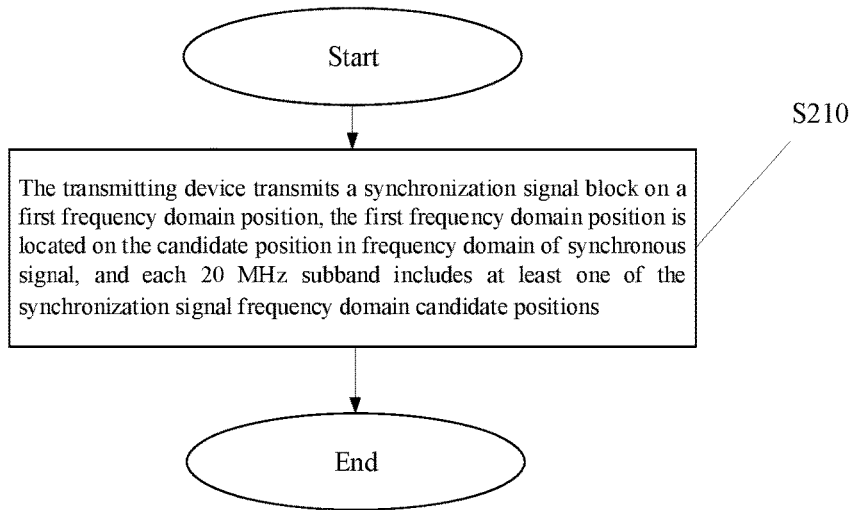 Start
S210
The transmitting device transmits a synchronization signal block on a
first frequency domain position, the first frequency domain position is
located on the candidate position in frequency domain of synchronous
signal, and each 20 MHz subband includes at least one of the
synchronization signal frequency domain candidate positions
End